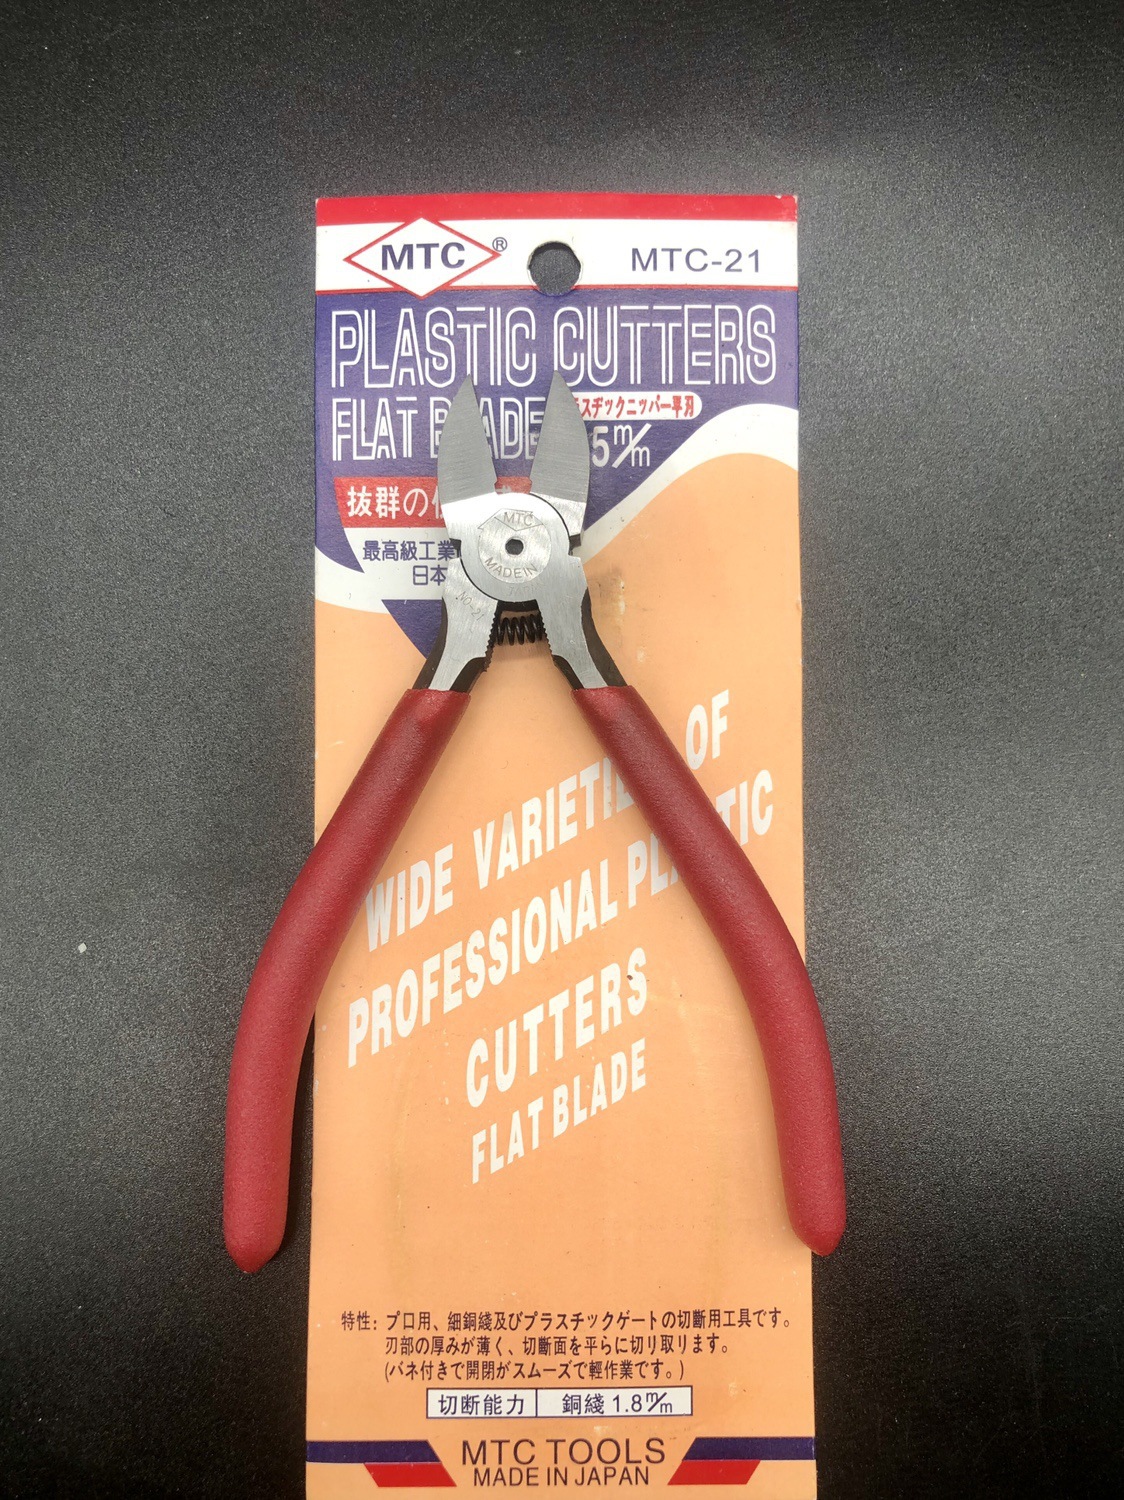 MTC® MTC-21
PLASTIC CUTTERS
FLAT BLADE
スチックニッパー平刃
5m/m
抜群の
最高級工業
日本
MTC
MADE IN
WIDE VARIETI OF
PROFESSIONAL PL TIC
CUTTERS
FLAT BLADE
特性: プロ用、細銅綫及びプラスチックゲートの切斷用工具です。
刃部の厚みが薄く、切斷面を平らに切り取ります。
(バネ付きで開閉がスムーズで輕作業です。)
切断能力 銅綫 1.8m/m
MTC TOOLS
MADE IN JAPAN